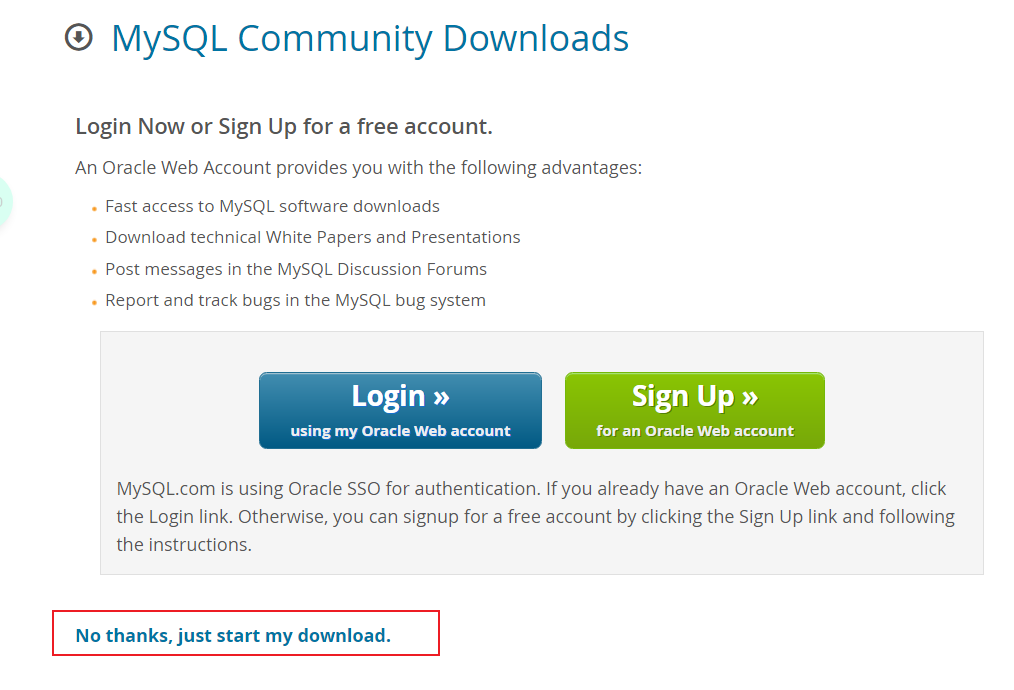 MySQL Community Downloads
Login Now or Sign Up for a free account.
An Oracle Web Account provides you with the following advantages:
Fast access to MySQL software downloads
Download technical White Papers and Presentations
Post messages in the MySQL Discussion Forums
Report and track bugs in the MySQL bug system
Login »
using my Oracle Web account
Sign Up »
for an Oracle Web account
MySQL.com is using Oracle SSO for authentication. If you already have an Oracle Web account, click
the Login link. Otherwise, you can signup for a free account by clicking the Sign Up link and following
the instructions.
No thanks, just start my download.